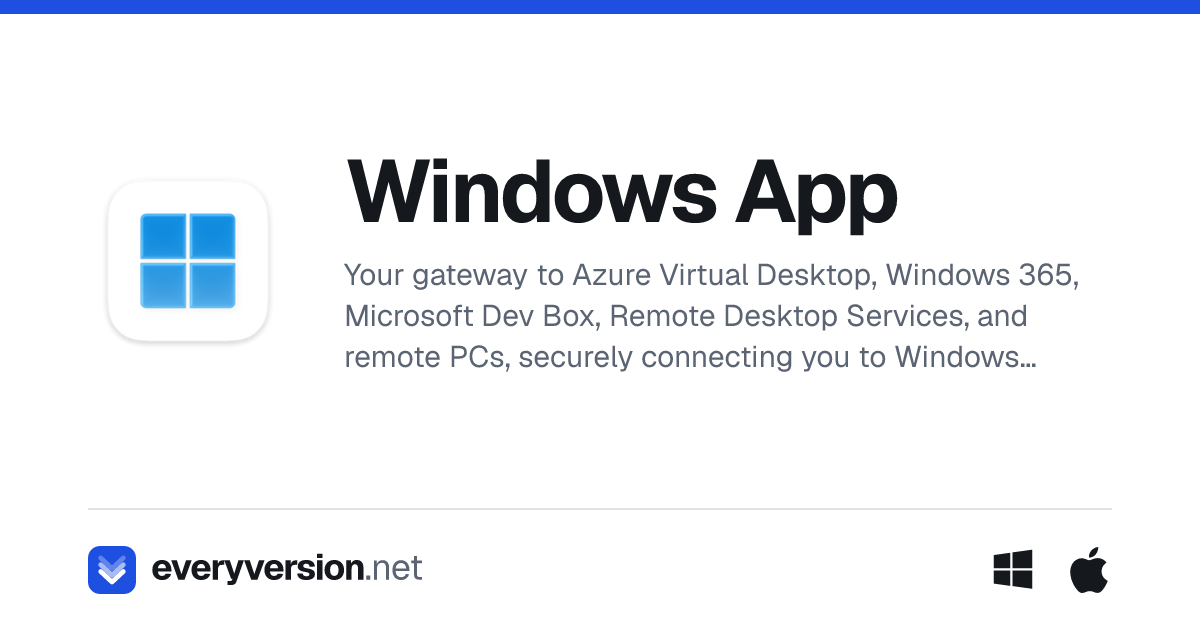 Windows App
Your gateway to Azure Virtual Desktop, Windows 365,
Microsoft Dev Box, Remote Desktop Services, and
remote PCs, securely connecting you to Windows...
everyversion.net